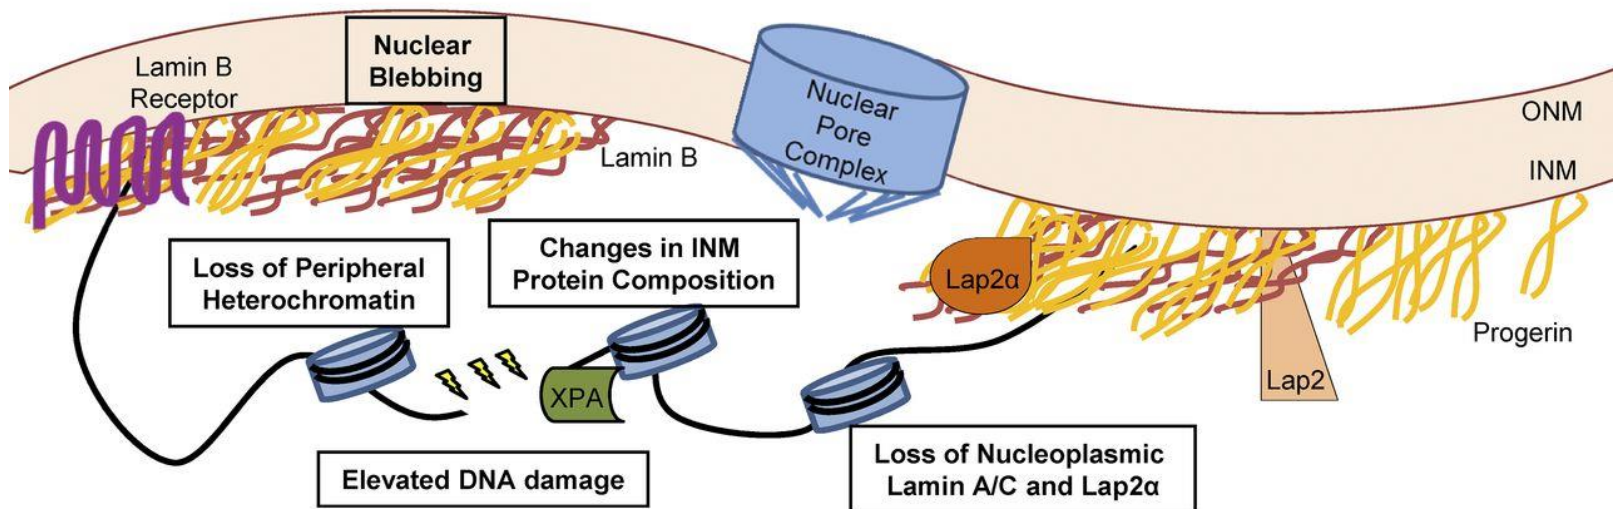 Nuclear
Blebbing
Lamin B
Receptor
Nuclear
Pore
Complex
ONM
INM
Lamin B
Loss of Peripheral
Heterochromatin
Changes in INM
Protein Composition
Lap2α
Progerin
Lap2
XPA
Elevated DNA damage
Loss of Nucleoplasmic
Lamin A/C and Lap2α